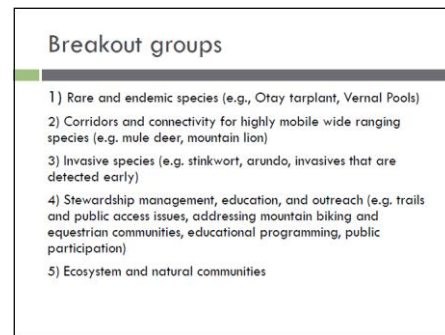 Breakout groups
1) Rare and endemic species (e.g., Otay tarplant, Vernal Pools)
2) Corridors and connectivity for highly mobile wide ranging
species (e.g. mule deer, mountain lion)
3) Invasive species (e.g. stinkwort, arundo, invasives that are
detected early)
4) Stewardship management, education, and outreach (e.g. trails
and public access issues, addressing mountain biking and
equestrian communities, educational programming, public
participation)
5) Ecosystem and natural communities